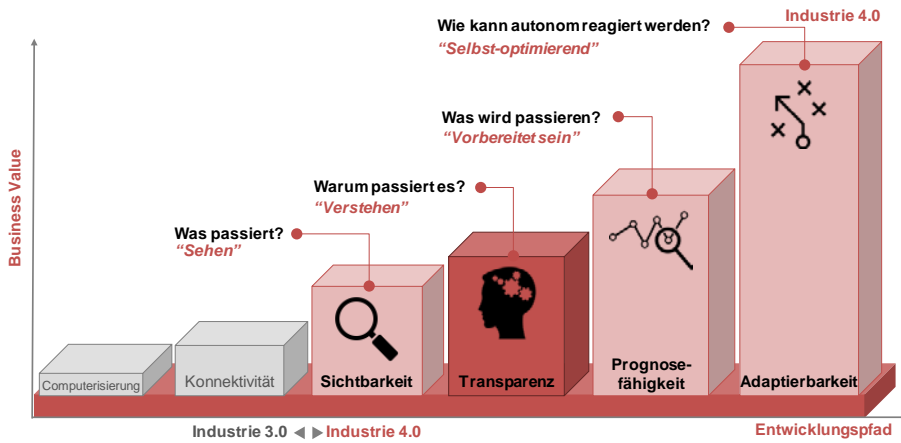 Wie kann autonom reagiert werden?
"Selbst-optimierend"
Industrie 4.0
Was wird passieren?
"Vorbereitet sein"
Warum passiert es?
"Verstehen"
Was passiert?
"Sehen"
Business Value
Computerisierung
Konnektivität
Sichtbarkeit
Transparenz
Prognose-
fähigkeit
Adaptierbarkeit
Industrie 3.0
Industrie 4.0
Entwicklungspfad